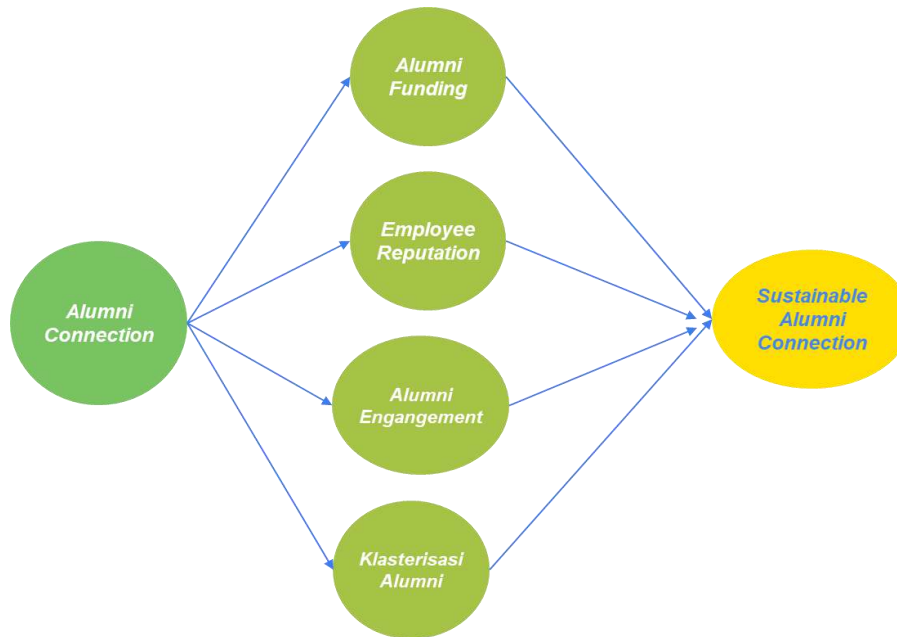 Alumni
Funding
Employee
Reputation
Alumni
Connection
Sustainable
Alumni
Connection
Alumni
Engangement
Klasterisasi
Alumni